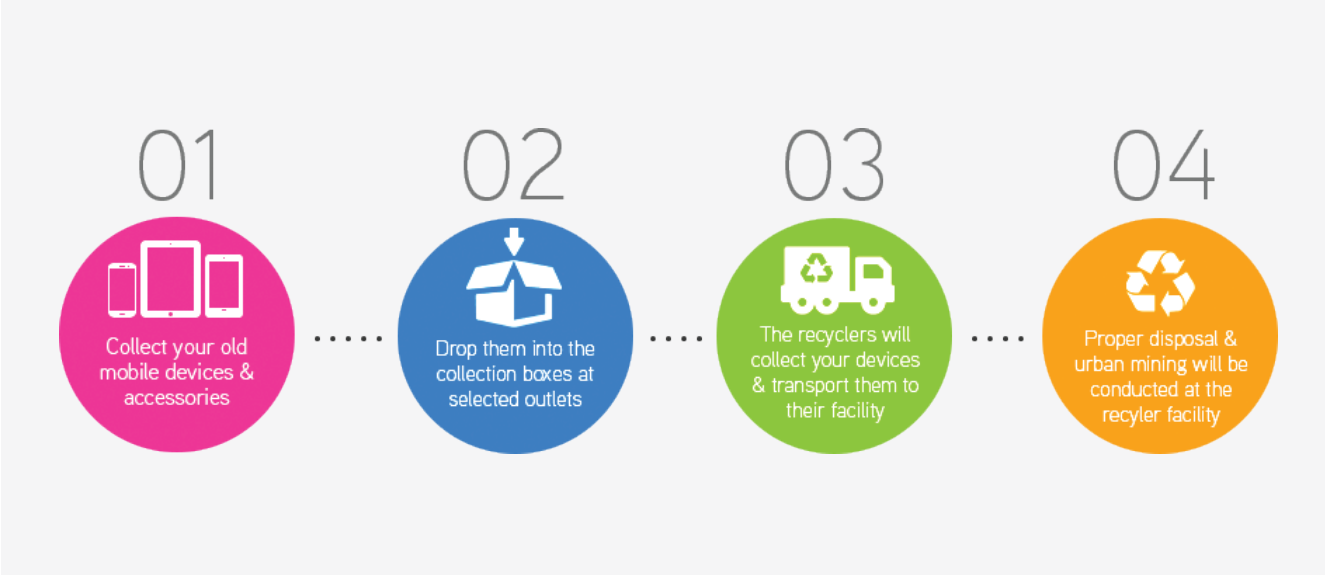 01
Collect your old
mobile devices &
accessories
02
Drop them into the
collection boxes at
selected outlets
03
The recyclers will
collect your devices
& transport them to
their facility
04
Proper disposal &
urban mining will be
conducted at the
recyler facility